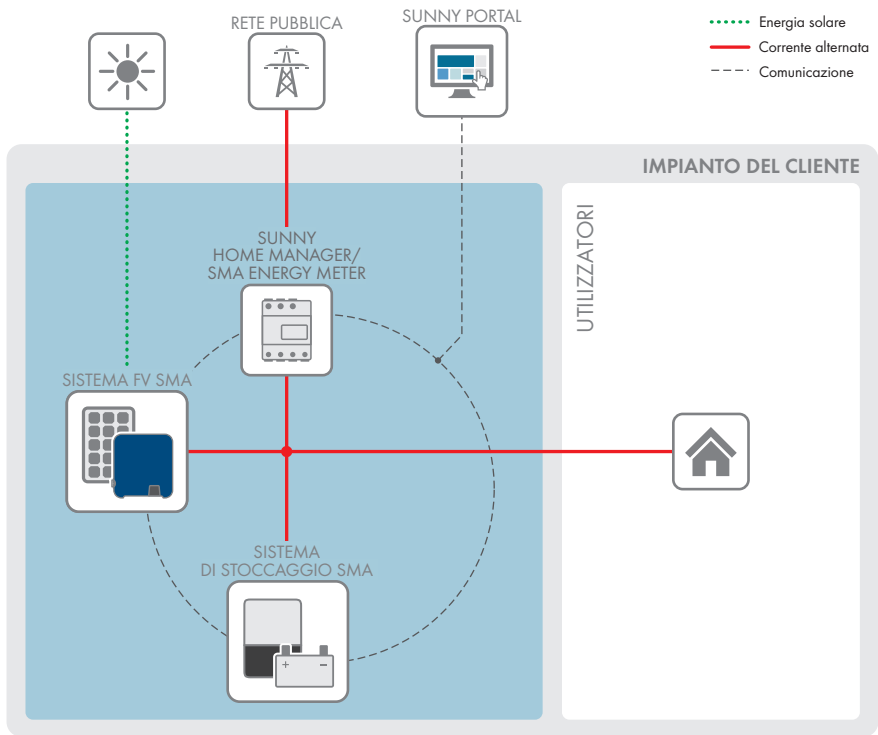 RETE PUBBLICA
SUNNY PORTAL
Energia solare
Corrente alternata
Comunicazione
IMPIANTO DEL CLIENTE
UTILIZZATORI
SUNNY
HOME MANAGER/
SMA ENERGY METER
SISTEMA FV SMA
SISTEMA
DI STOCCAGGIO SMA
+ −